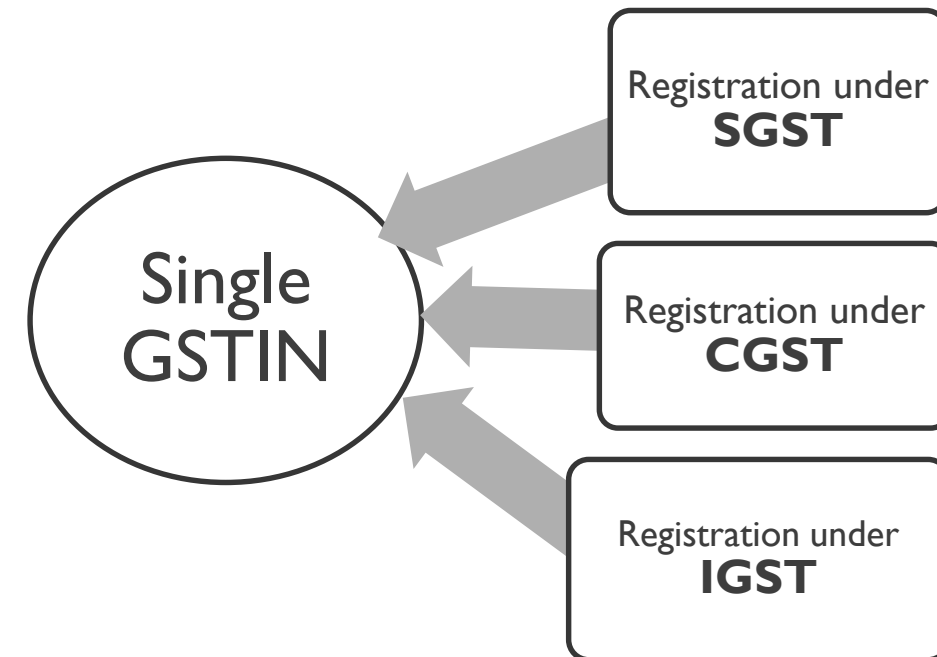 Registration under
SGST
Single
GSTIN
Registration under
CGST
Registration under
IGST